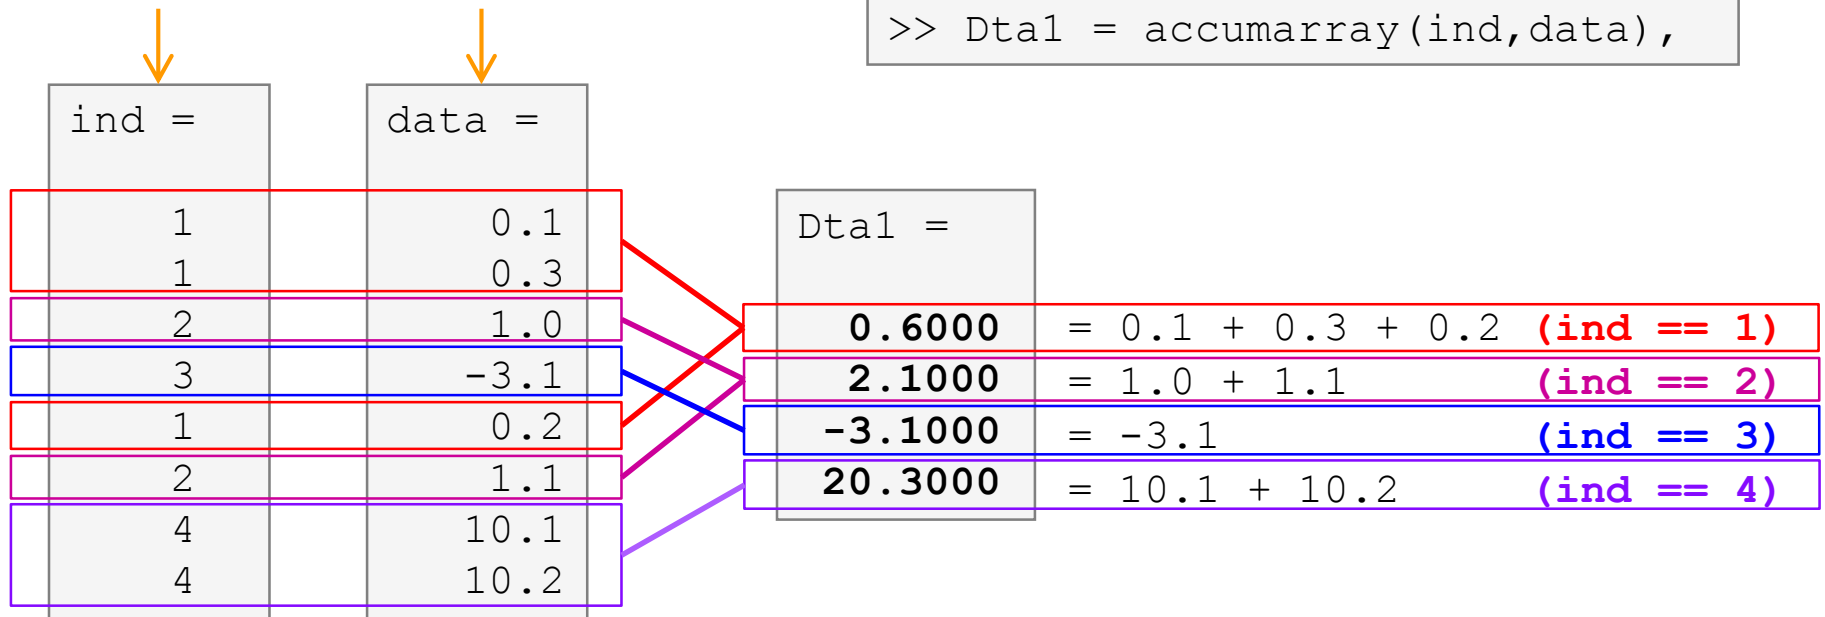 >> Dta1 = accumarray(ind,data),
ind = data =
1 0.1
1 0.3
2 1.0
3 -3.1
1 0.2
2 1.1
4 10.1
4 10.2
Dta1 =
0.6000 = 0.1 + 0.3 + 0.2 (ind == 1)
2.1000 = 1.0 + 1.1 (ind == 2)
-3.1000 = -3.1 (ind == 3)
20.3000 = 10.1 + 10.2 (ind == 4)